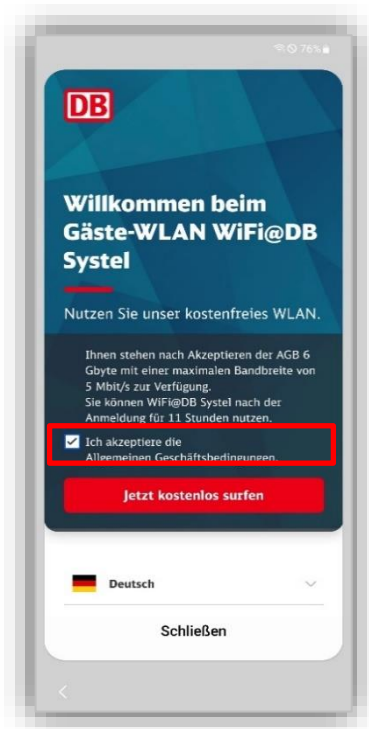 76%
DB
Willkommen beim
Gäste-WLAN WiFi@DB
Systel
Nutzen Sie unser kostenfreies WLAN.
Ihnen stehen nach Akzeptieren der AGB 6
Gbyte mit einer maximalen Bandbreite von
5 Mbit/s zur Verfügung.
Sie können WiFi@DB Systel nach der
Anmeldung für 11 Stunden nutzen.
Ich akzeptiere die
Allgemeinen Geschäftsbedingungen.
Jetzt kostenlos surfen
Deutsch
Schließen